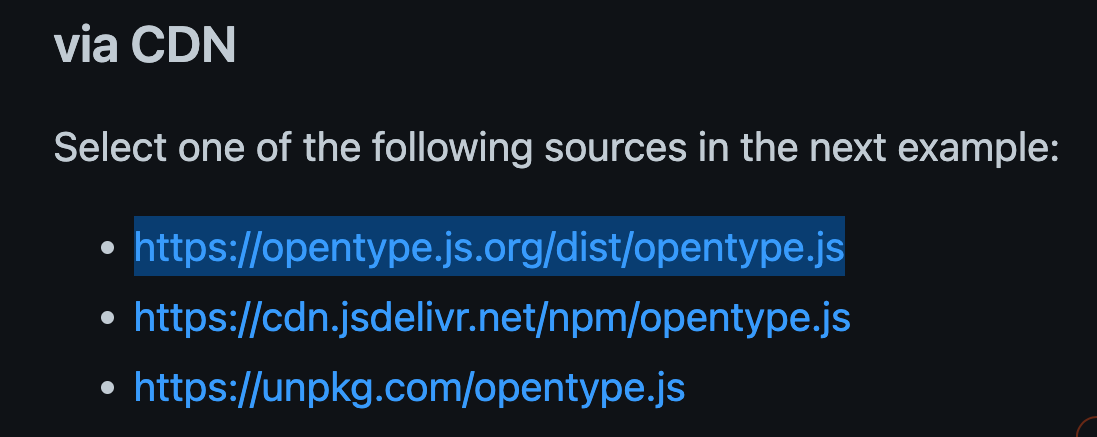 via CDN
Select one of the following sources in the next example:
https://opentype.js.org/dist/opentype.js
https://cdn.jsdelivr.net/npm/opentype.js
https://unpkg.com/opentype.js